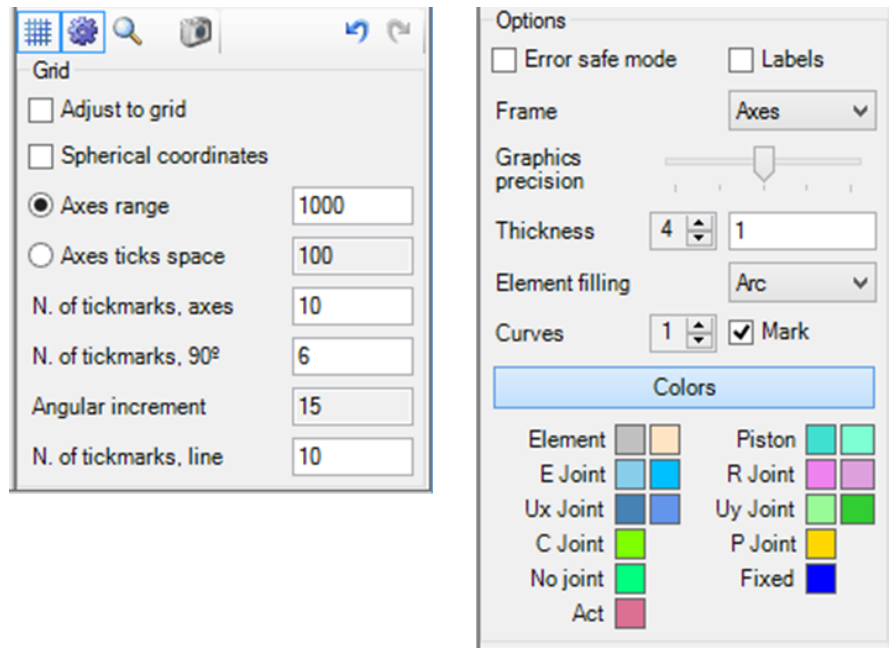 Grid
Adjust to grid
Spherical coordinates
Axes range 1000
Axes ticks space 100
N. of tickmarks, axes 10
N. of tickmarks, 90º 6
Angular increment 15
N. of tickmarks, line 10
Options
Error safe mode Labels
Frame Axes
Graphics
precision
Thickness 4 1
Element filling Arc
Curves 1 Mark
Colors
Element Piston
E Joint R Joint
Ux Joint Uy Joint
C Joint P Joint
No joint Fixed
Act